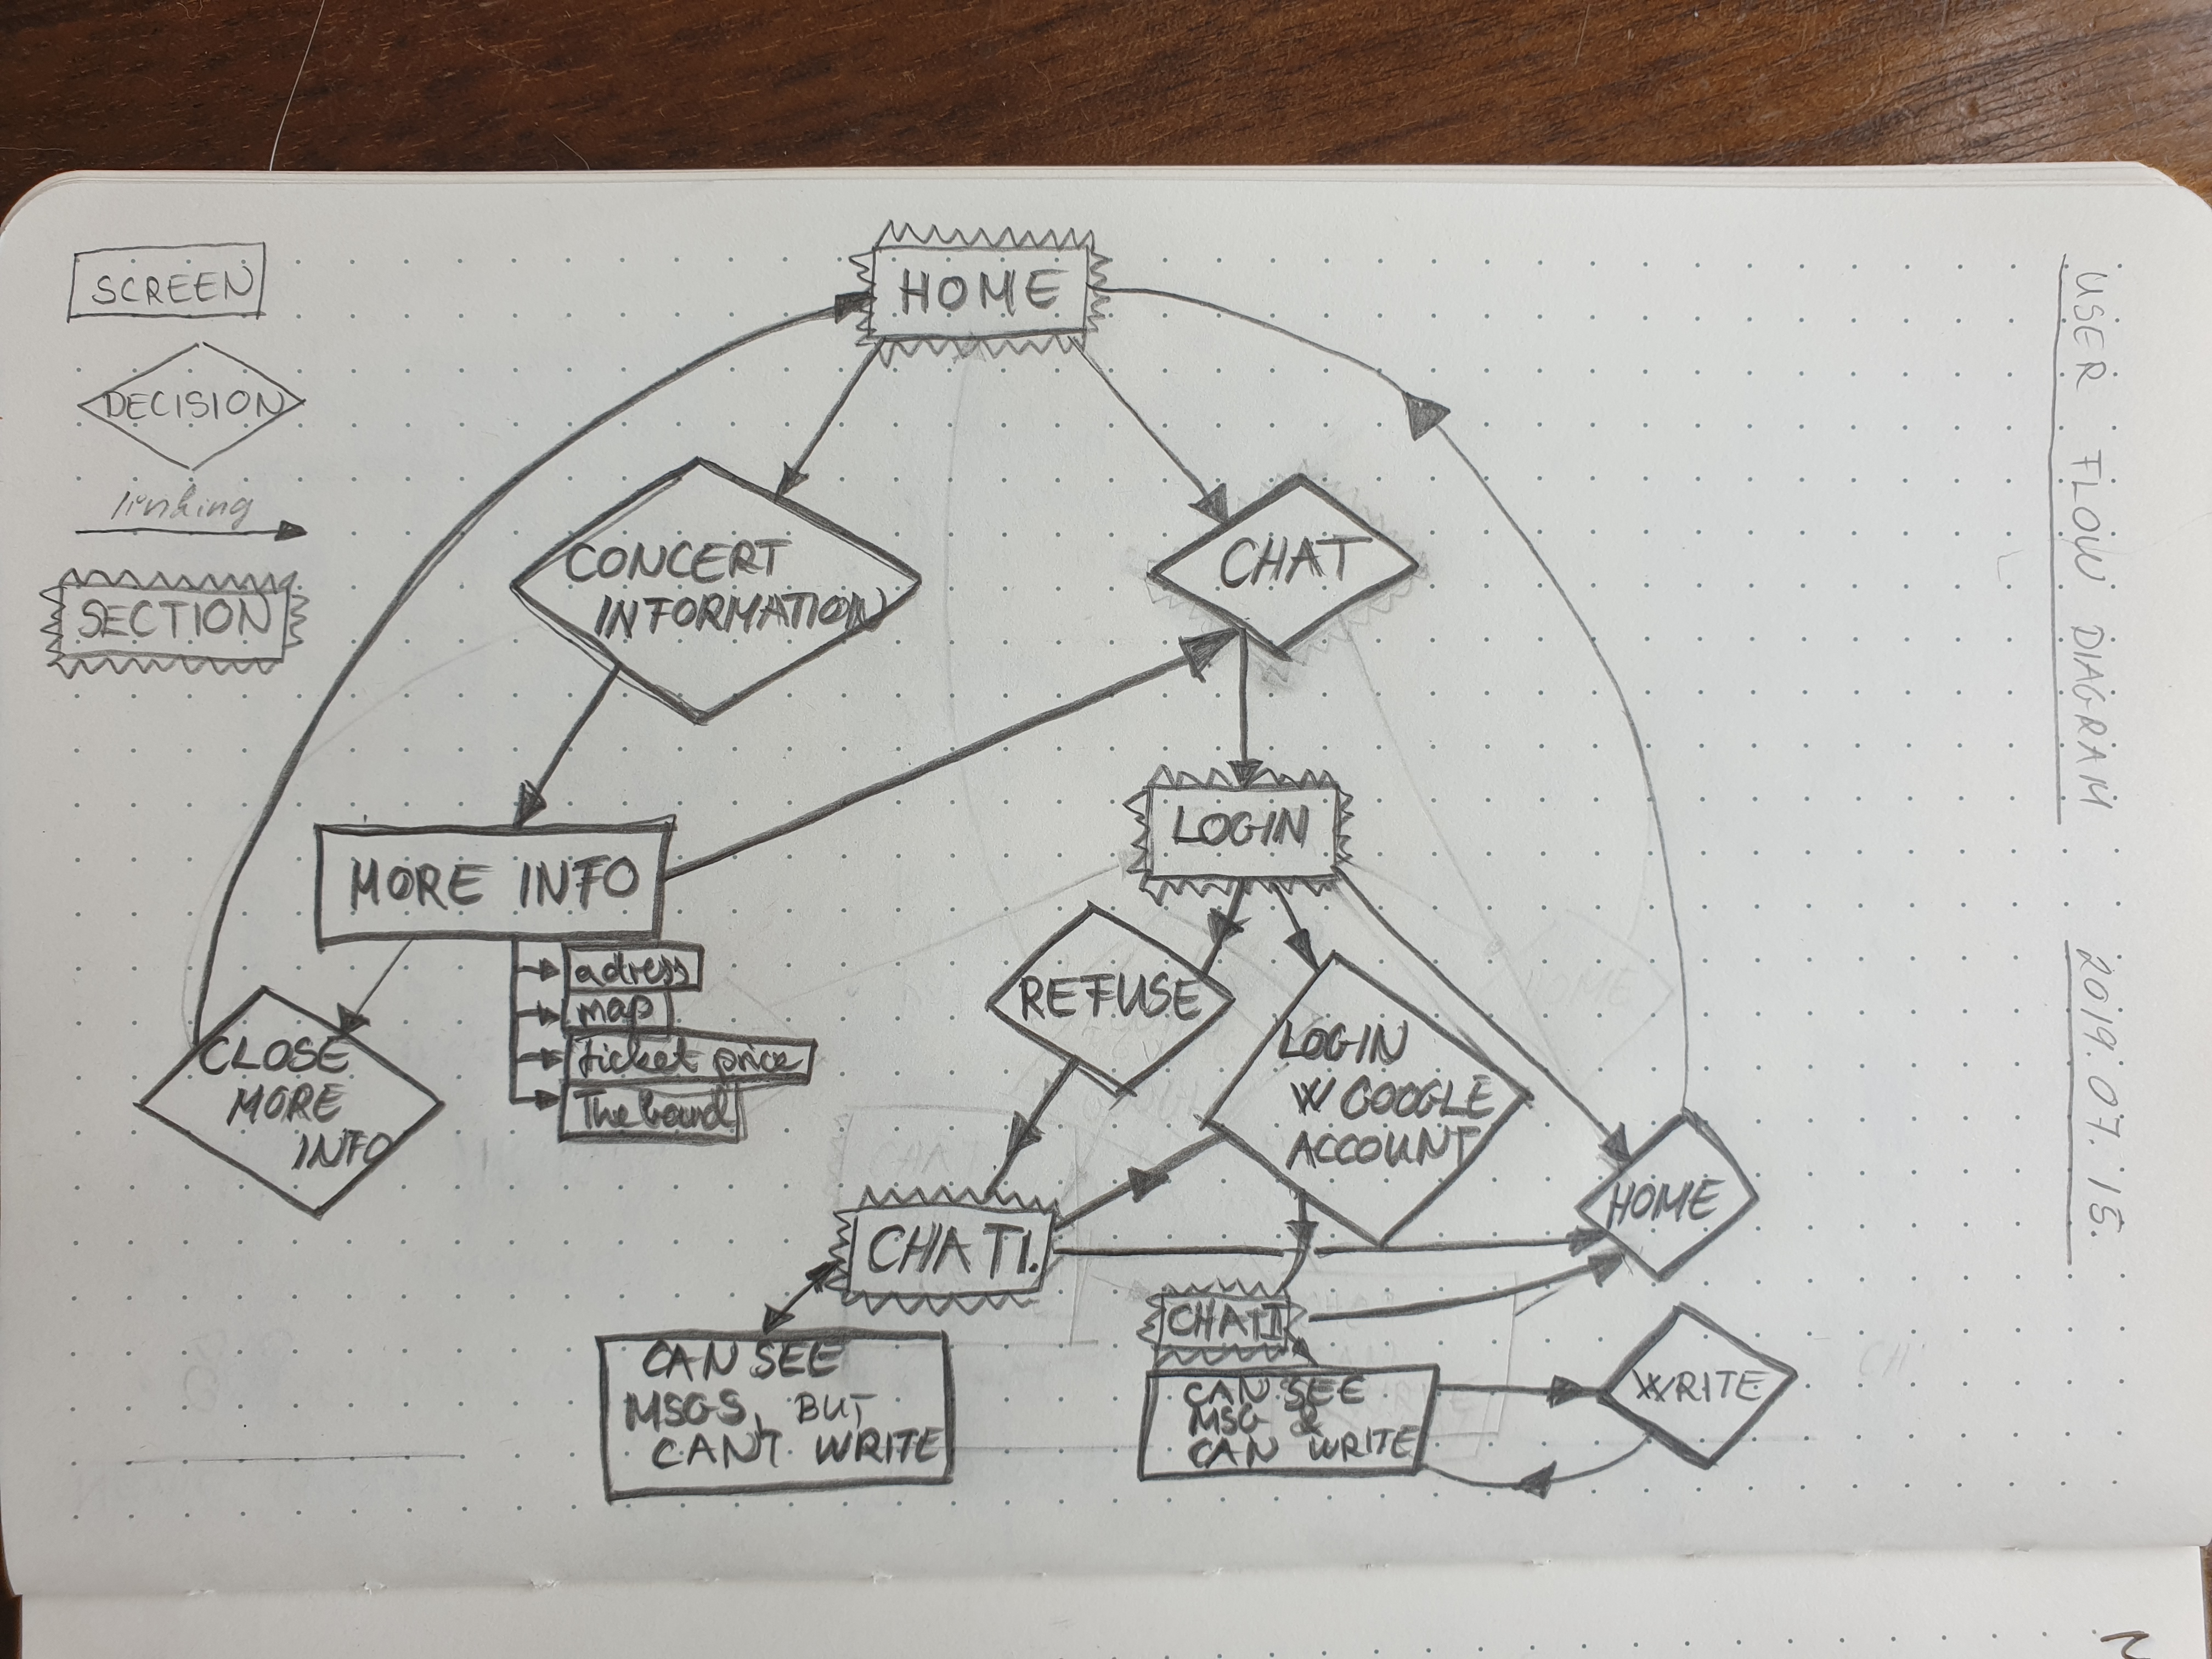 SCREEN
DECISION
linking
SECTION
HOME
CONCERT
INFORMATION
CHAT
MORE INFO
adress
map
ticket price
The band
CLOSE
MORE
INFO
LOGIN
REFUSE
LOGIN
W GOOGLE
ACCOUNT
HOME
CHAT I.
CAN SEE
MSGS, BUT
CAN'T WRITE
CHAT II
CAN SEE
MSG &
CAN WRITE
WRITE
USER FLOW DIAGRAM
2019. 07. 18.